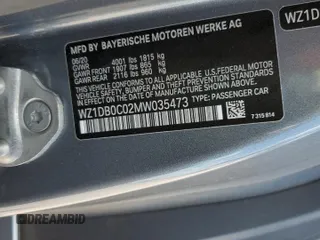 MFD BY BAYERISCHE MOTOREN WERKE AG
06/20
GVWR 4001 lbs 1815 kg
GAWR FRONT 1907 lbs 865 kg
GAWR REAR 2116 lbs 960 kg
THIS VEHICLE CONFORMS TO ALL APPLICABLE
FEDERAL MOTOR VEHICLE SAFETY, BUMPER,
AND THEFT PREVENTION STANDARDS IN EFFECT
ON THE DATE OF MANUFACTURE SHOWN ABOVE.
WZ1DB0C02MW035473
TYPE: PASSENGER CAR
7 315 814
WZ1D
DREAMBID